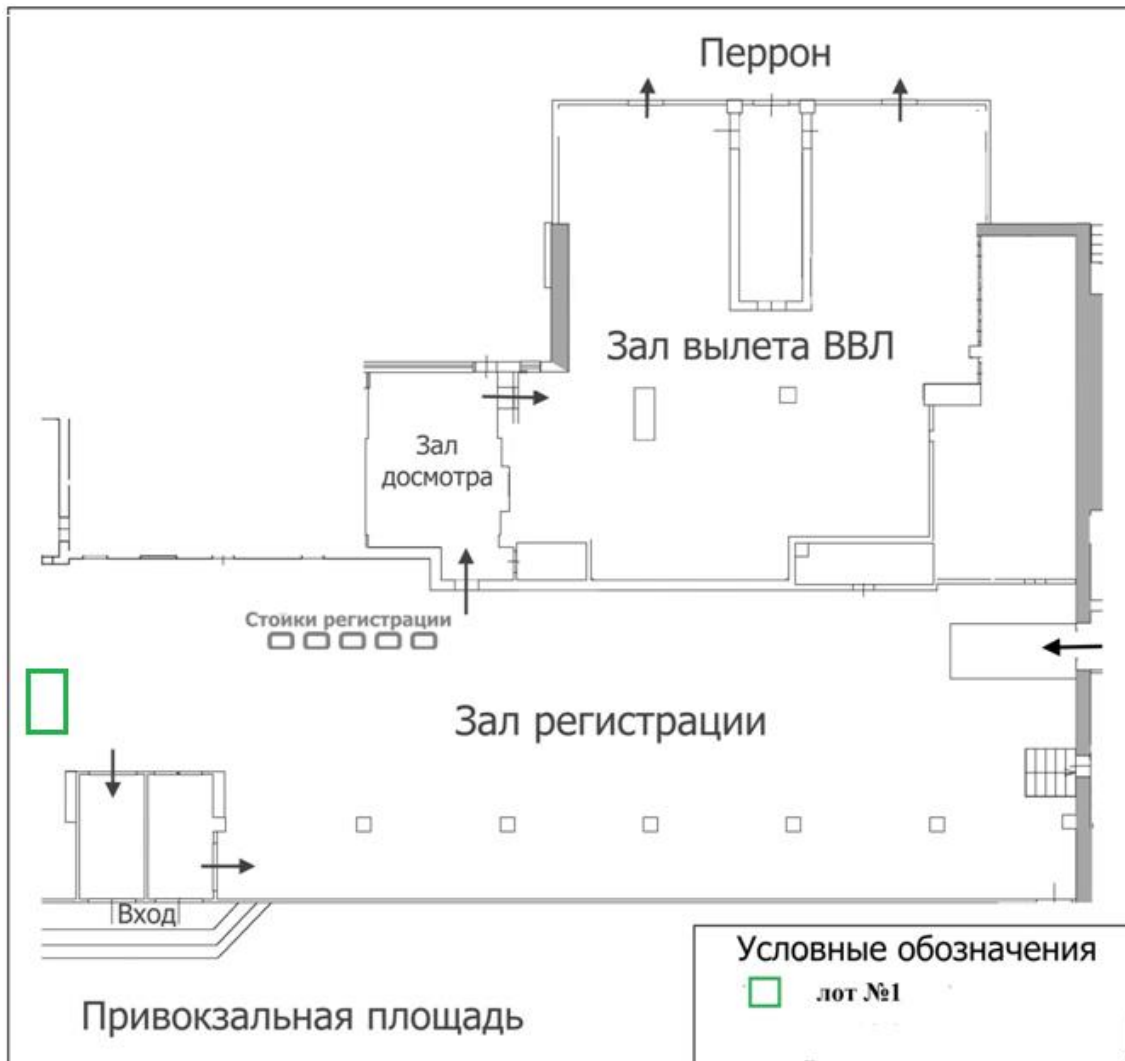 Перрон
Зал вылета ВВЛ
Зал
досмотра
Стойки регистрации
Зал регистрации
Вход
Условные обозначения
лот №1
Привокзальная площадь